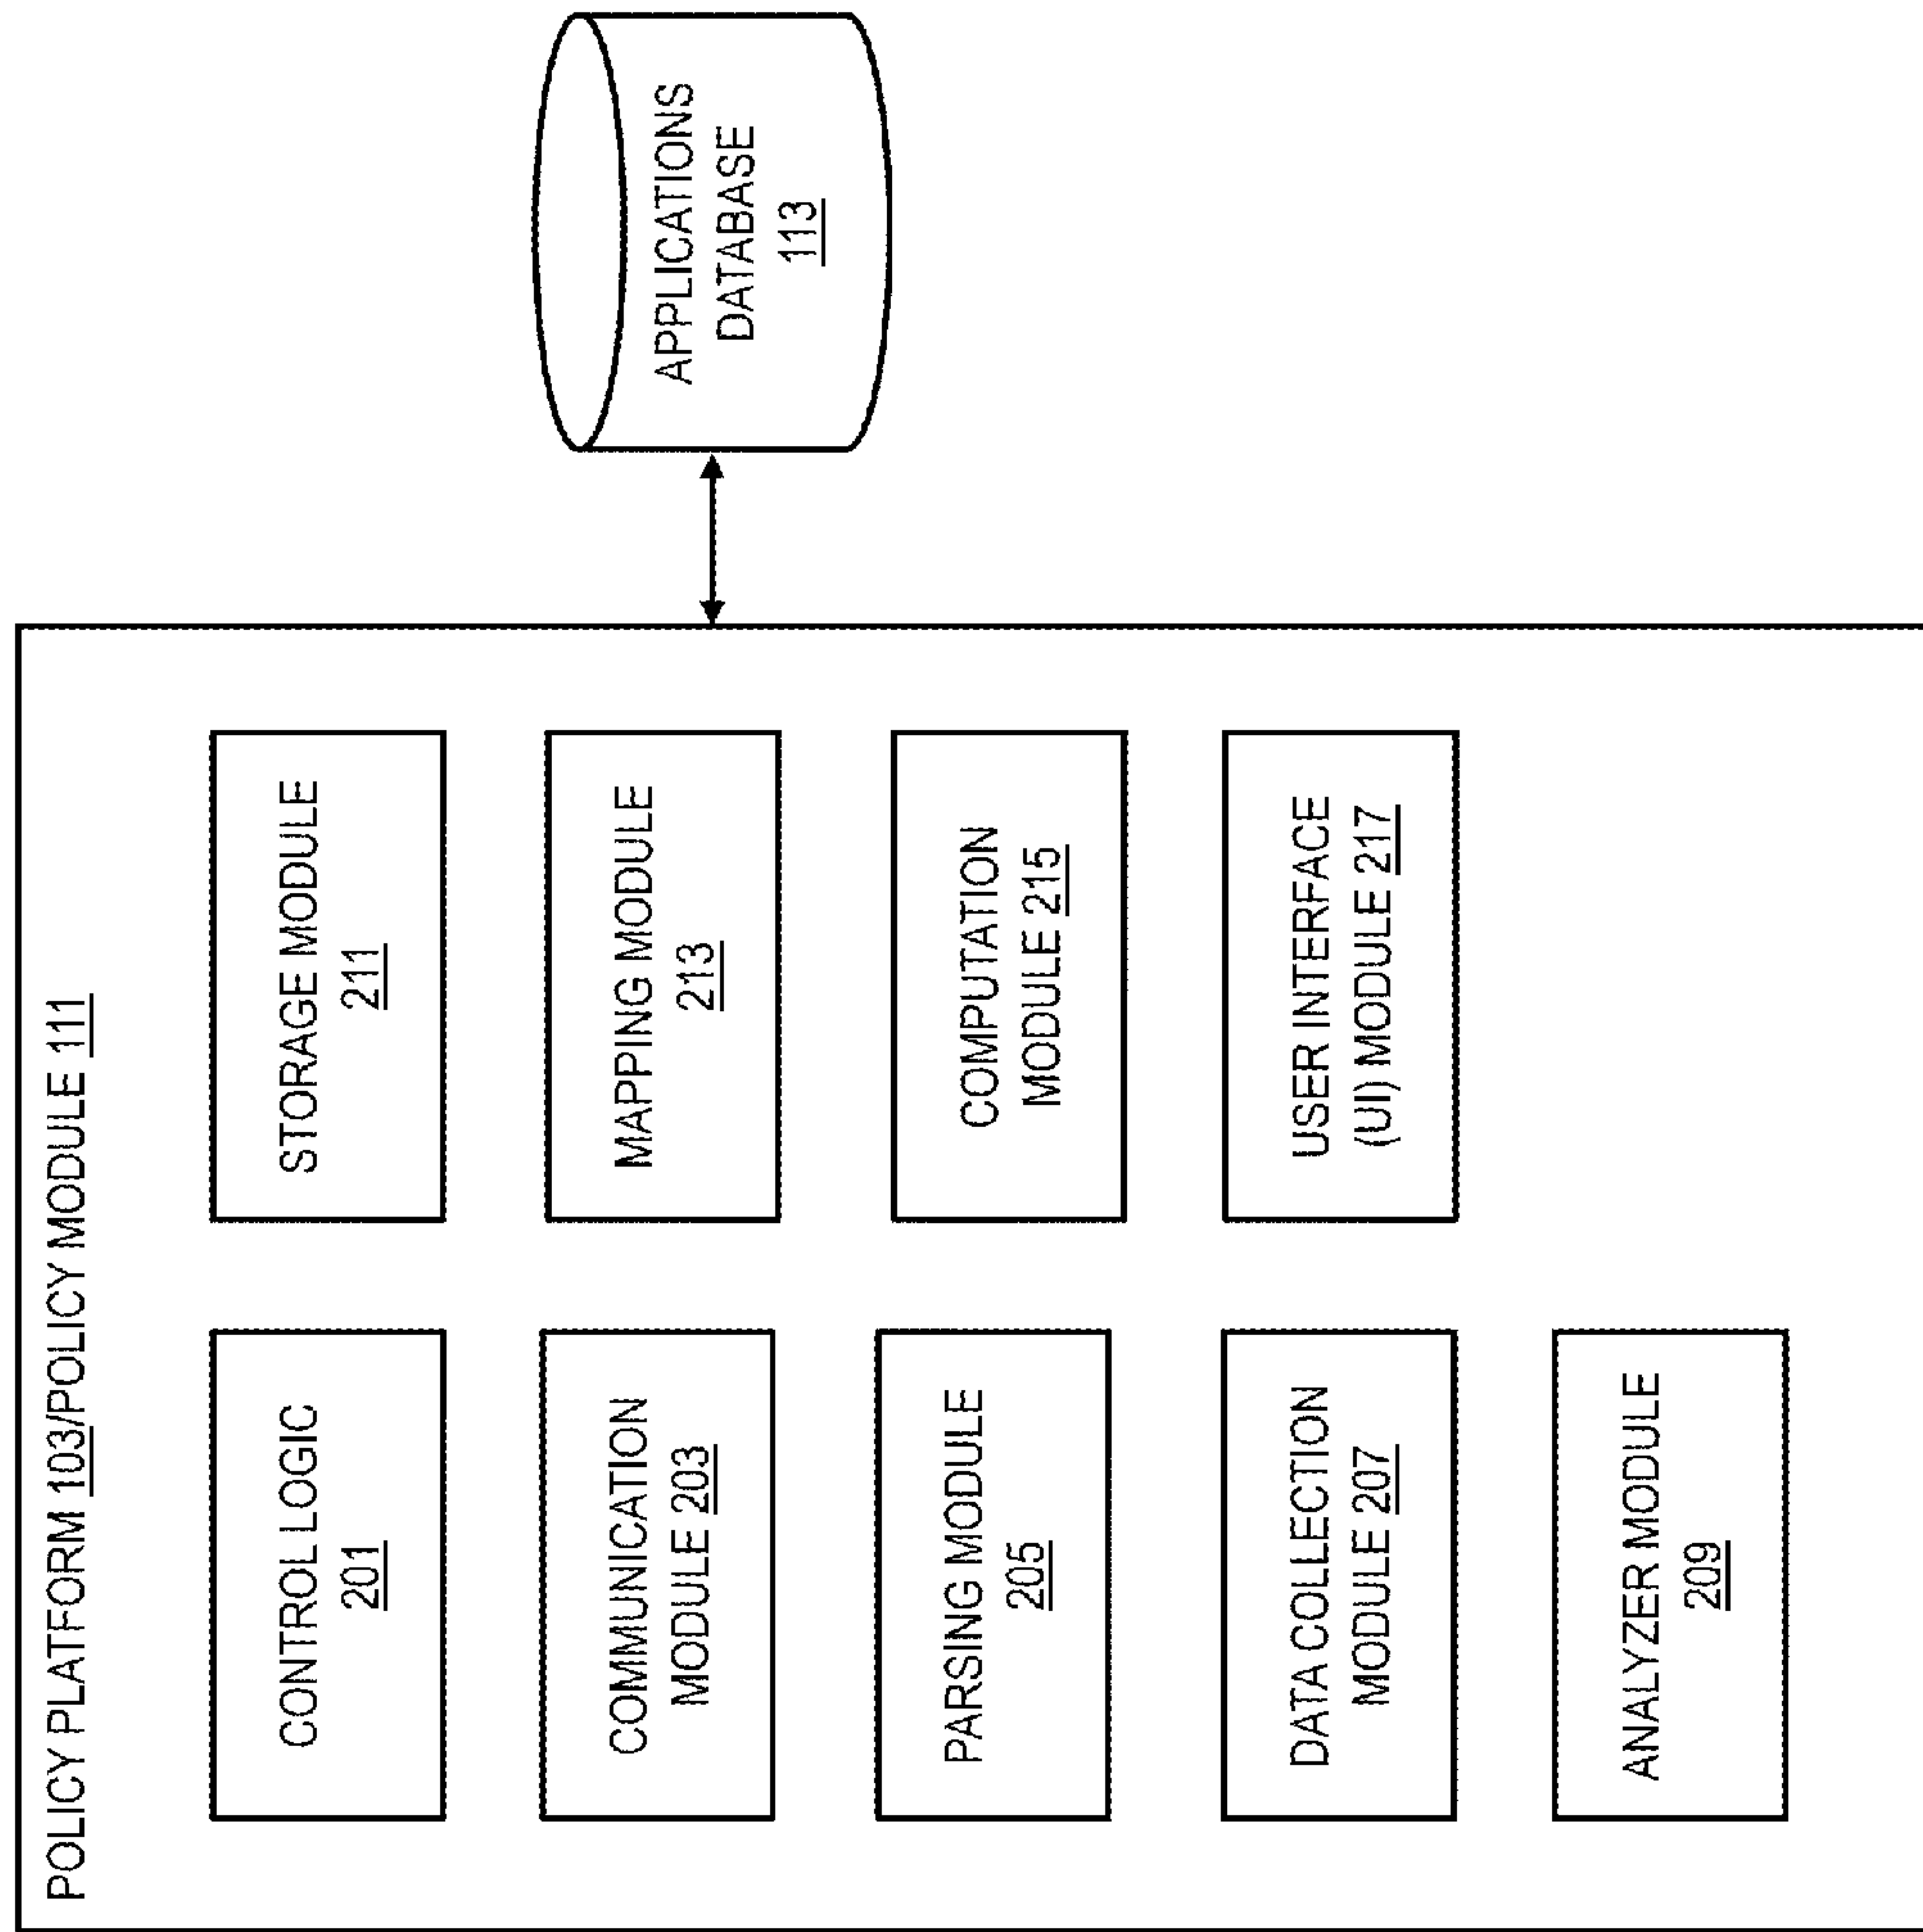 POLICY PLATFORM 103/POLICY MODULE 111
CONTROL LOGIC
201
COMMUNICATION
MODULE 203
PARSING MODULE
205
DATA COLLECTION
MODULE 207
ANALYZER MODULE
209
STORAGE MODULE
211
MAPPING MODULE
213
COMPUTATION
MODULE 215
USER INTERFACE
(UI) MODULE 217
APPLICATIONS
DATABASE
113